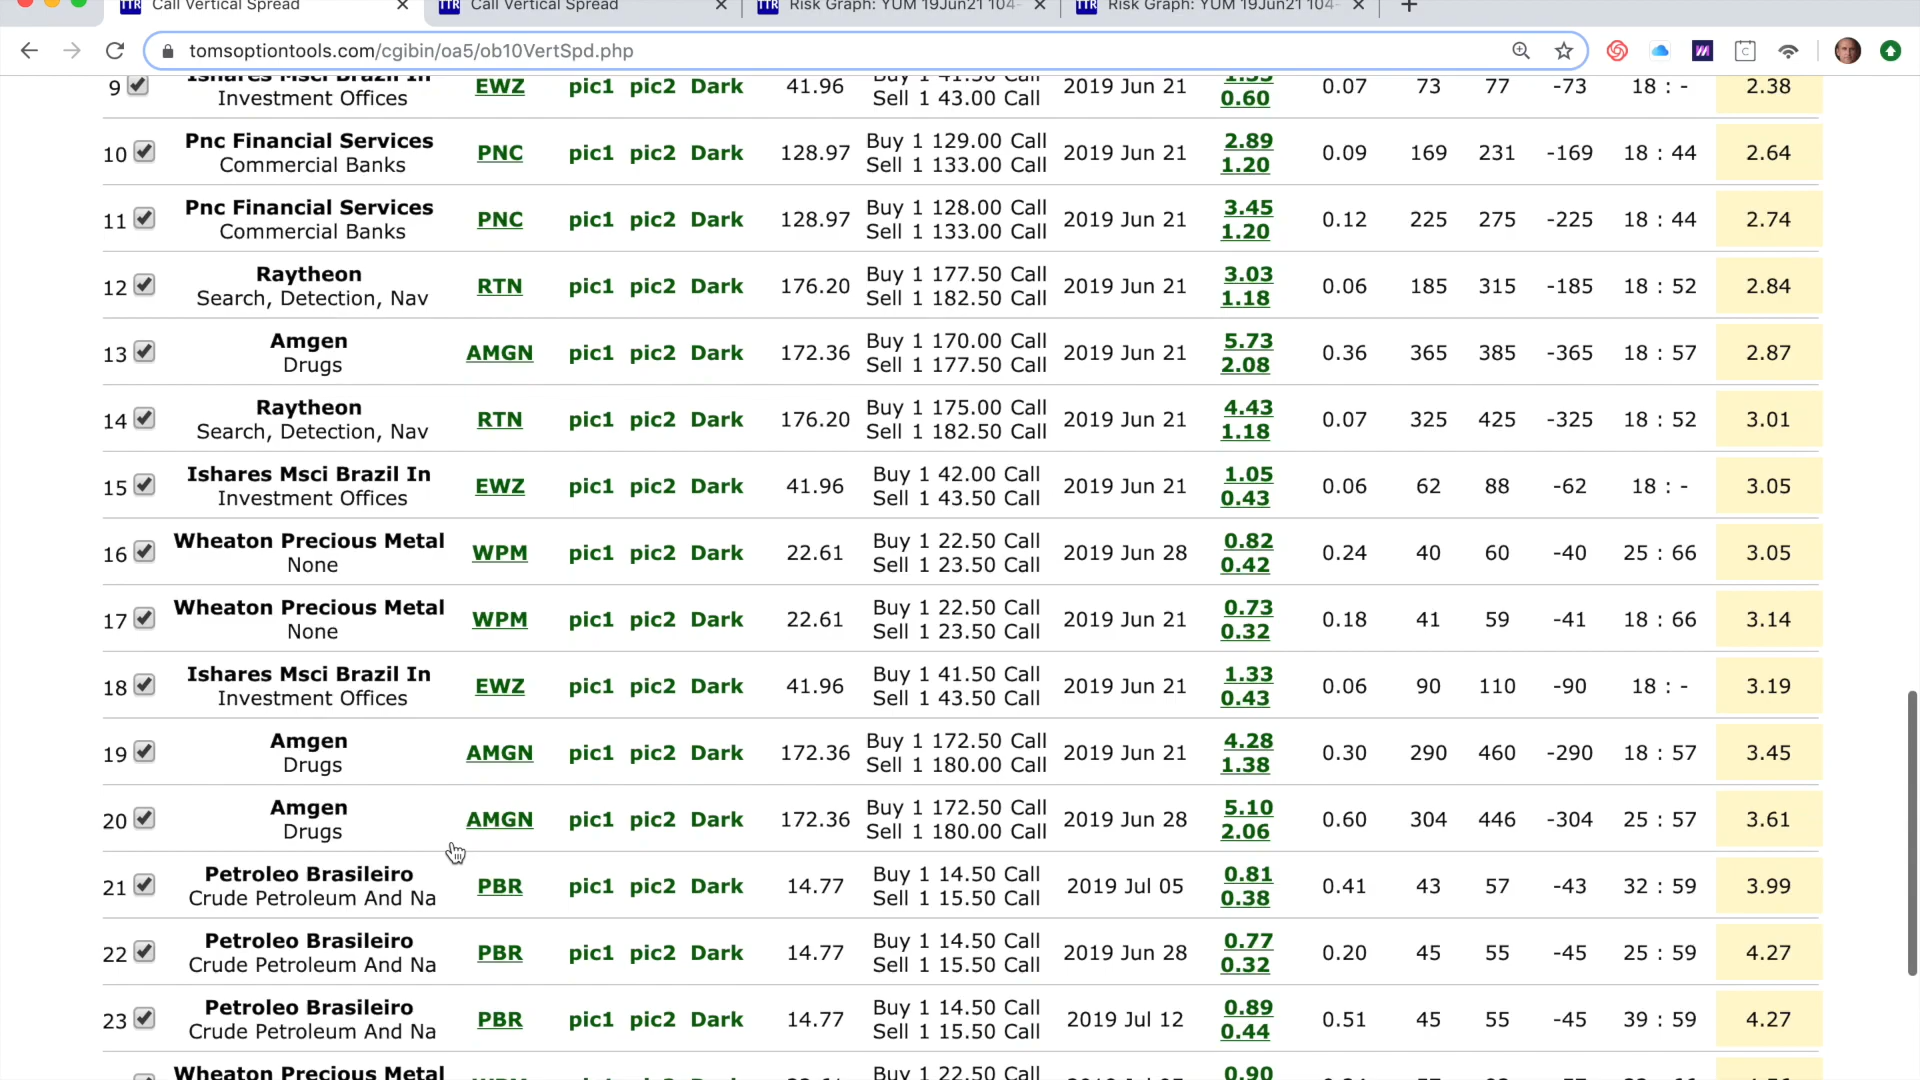 TTR Call Vertical Spread × TTR Call Vertical Spread × TTR Risk Graph: YUM 19Jun21 104- × TTR Risk Graph: YUM 19Jun21 104- × +
tomsoptiontools.com/cgibin/oa5/ob10VertSpd.php
9 Ishares Msci Brazil In EWZ pic1 pic2 Dark 41.96 Buy 1 41.50 Call 2019 Jun 21 1.33 0.07 73 77 -73 18 : - 2.38
Investment Offices Sell 1 43.00 Call 0.60
10 Pnc Financial Services PNC pic1 pic2 Dark 128.97 Buy 1 129.00 Call 2019 Jun 21 2.89 0.09 169 231 -169 18 : 44 2.64
Commercial Banks Sell 1 133.00 Call 1.20
11 Pnc Financial Services PNC pic1 pic2 Dark 128.97 Buy 1 128.00 Call 2019 Jun 21 3.45 0.12 225 275 -225 18 : 44 2.74
Commercial Banks Sell 1 133.00 Call 1.20
12 Raytheon RTN pic1 pic2 Dark 176.20 Buy 1 177.50 Call 2019 Jun 21 3.03 0.06 185 315 -185 18 : 52 2.84
Search, Detection, Nav Sell 1 182.50 Call 1.18
13 Amgen AMGN pic1 pic2 Dark 172.36 Buy 1 170.00 Call 2019 Jun 21 5.73 0.36 365 385 -365 18 : 57 2.87
Drugs Sell 1 177.50 Call 2.08
14 Raytheon RTN pic1 pic2 Dark 176.20 Buy 1 175.00 Call 2019 Jun 21 4.43 0.07 325 425 -325 18 : 52 3.01
Search, Detection, Nav Sell 1 182.50 Call 1.18
15 Ishares Msci Brazil In EWZ pic1 pic2 Dark 41.96 Buy 1 42.00 Call 2019 Jun 21 1.05 0.06 62 88 -62 18 : - 3.05
Investment Offices Sell 1 43.50 Call 0.43
16 Wheaton Precious Metal WPM pic1 pic2 Dark 22.61 Buy 1 22.50 Call 2019 Jun 28 0.82 0.24 40 60 -40 25 : 66 3.05
None Sell 1 23.50 Call 0.42
17 Wheaton Precious Metal WPM pic1 pic2 Dark 22.61 Buy 1 22.50 Call 2019 Jun 21 0.73 0.18 41 59 -41 18 : 66 3.14
None Sell 1 23.50 Call 0.32
18 Ishares Msci Brazil In EWZ pic1 pic2 Dark 41.96 Buy 1 41.50 Call 2019 Jun 21 1.33 0.06 90 110 -90 18 : - 3.19
Investment Offices Sell 1 43.50 Call 0.43
19 Amgen AMGN pic1 pic2 Dark 172.36 Buy 1 172.50 Call 2019 Jun 21 4.28 0.30 290 460 -290 18 : 57 3.45
Drugs Sell 1 180.00 Call 1.38
20 Amgen AMGN pic1 pic2 Dark 172.36 Buy 1 172.50 Call 2019 Jun 28 5.10 0.60 304 446 -304 25 : 57 3.61
Drugs Sell 1 180.00 Call 2.06
21 Petroleo Brasileiro PBR pic1 pic2 Dark 14.77 Buy 1 14.50 Call 2019 Jul 05 0.81 0.41 43 57 -43 32 : 59 3.99
Crude Petroleum And Na Sell 1 15.50 Call 0.38
22 Petroleo Brasileiro PBR pic1 pic2 Dark 14.77 Buy 1 14.50 Call 2019 Jun 28 0.77 0.20 45 55 -45 25 : 59 4.27
Crude Petroleum And Na Sell 1 15.50 Call 0.32
23 Petroleo Brasileiro PBR pic1 pic2 Dark 14.77 Buy 1 14.50 Call 2019 Jul 12 0.89 0.51 45 55 -45 39 : 59 4.27
Crude Petroleum And Na Sell 1 15.50 Call 0.44
Wheaton Precious Metal Buy 1 22.50 Call 0.90